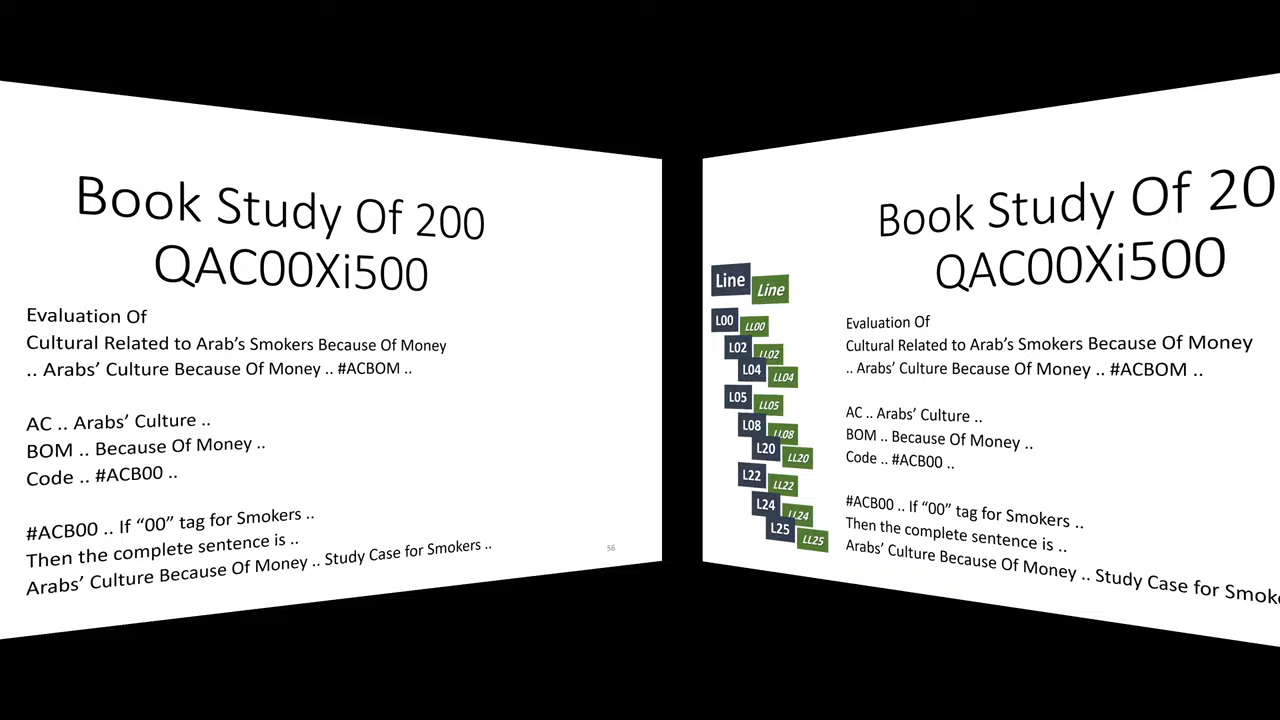 Book Study Of 200
QAC00Xi500
Evaluation Of
Cultural Related to Arab's Smokers Because Of Money
.. Arabs' Culture Because Of Money .. #ACBOM ..
AC .. Arabs' Culture ..
BOM .. Because Of Money ..
Code .. #ACB00 ..
#ACB00 .. If “00” tag for Smokers ..
Then the complete sentence is ..
Arabs' Culture Because Of Money .. Study Case for Smokers ..
56
Book Study Of 20
QAC00Xi500
Line Line
L00 LL00
L02 LL02
L04 LL04
L05 LL05
L08 LL08
L20 LL20
L22 LL22
L24 LL24
L25 LL25
Evaluation Of
Cultural Related to Arab's Smokers Because Of Money
.. Arabs' Culture Because Of Money .. #ACBOM ..
AC .. Arabs' Culture ..
BOM .. Because Of Money ..
Code .. #ACB00 ..
#ACB00 .. If “00” tag for Smokers ..
Then the complete sentence is ..
Arabs' Culture Because Of Money .. Study Case for